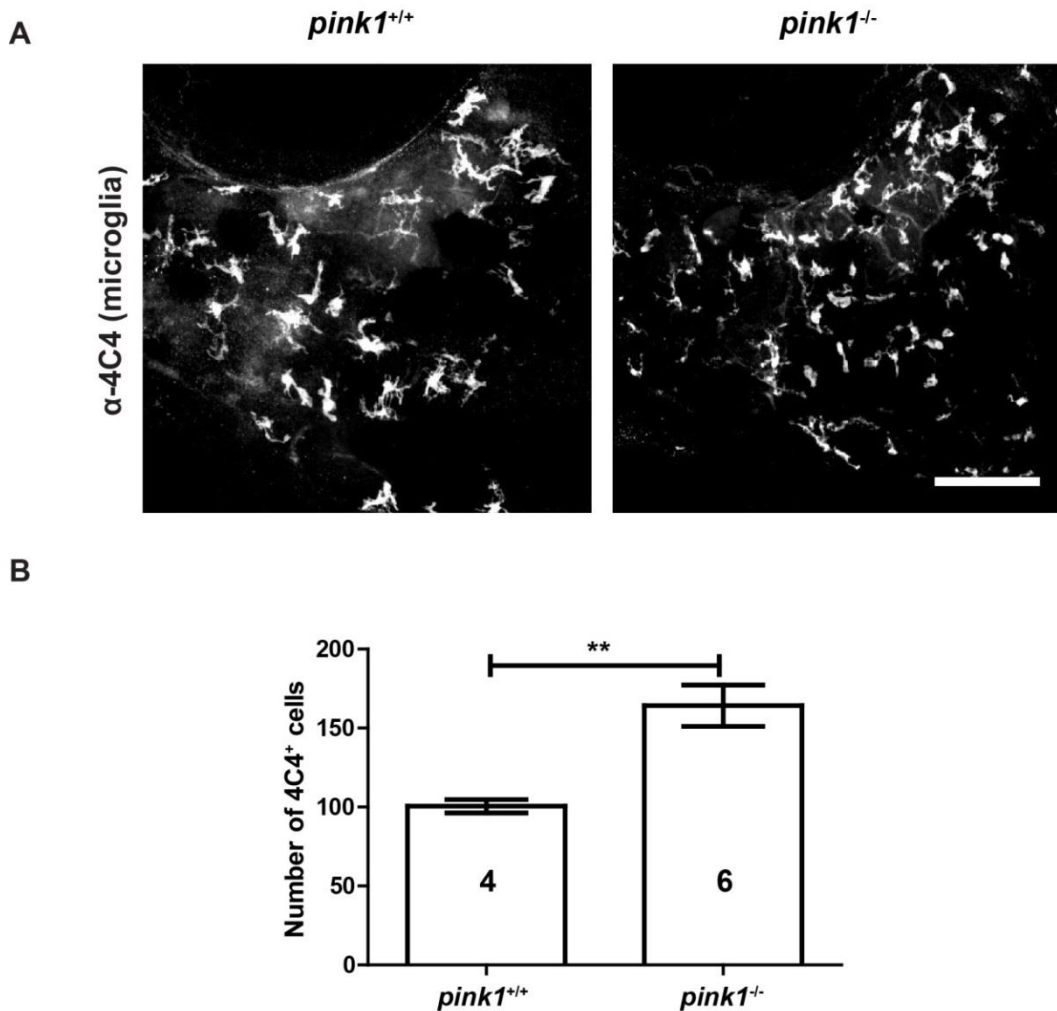 A
pink1+/+
pink1-/-
α-4C4 (microglia)
B
Number of 4C4+ cells
200
150
100
50
0
**
4
6
pink1+/+
pink1-/-